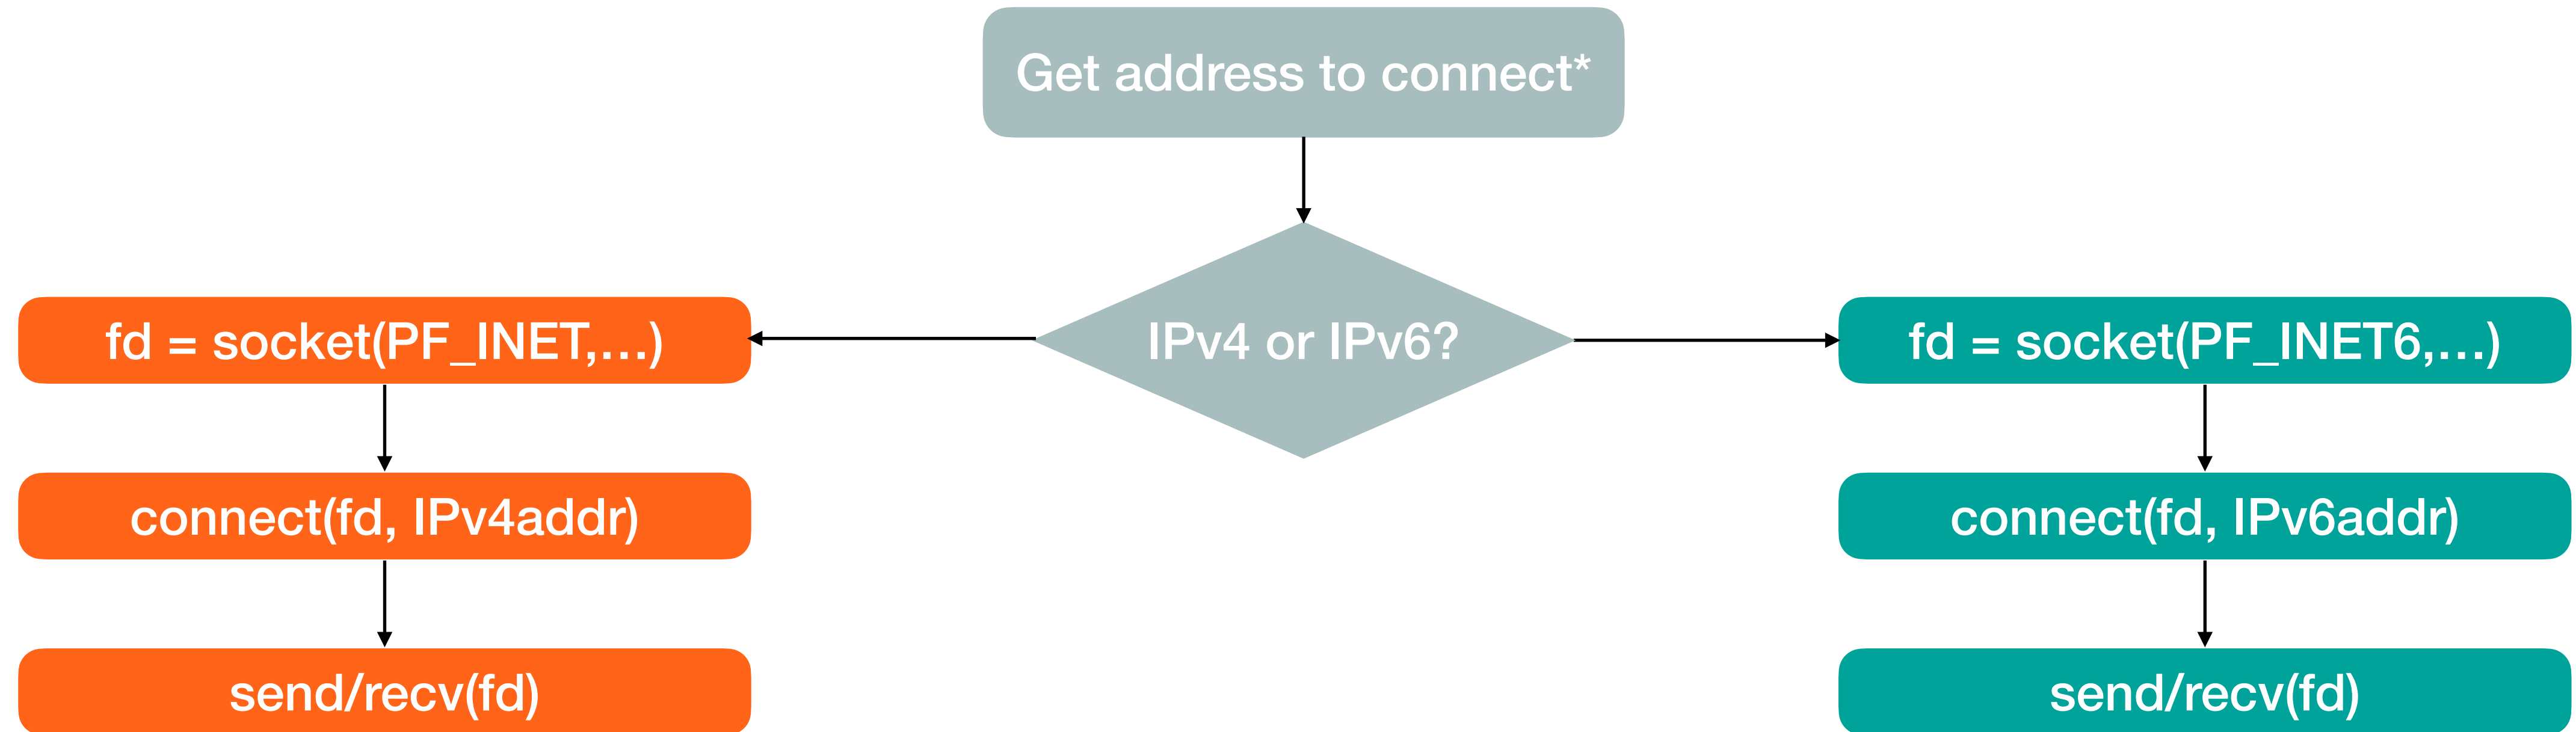 Get address to connect*
IPv4 or IPv6?
fd = socket(PF_INET,…)
connect(fd, IPv4addr)
send/recv(fd)
fd = socket(PF_INET6,…)
connect(fd, IPv6addr)
send/recv(fd)